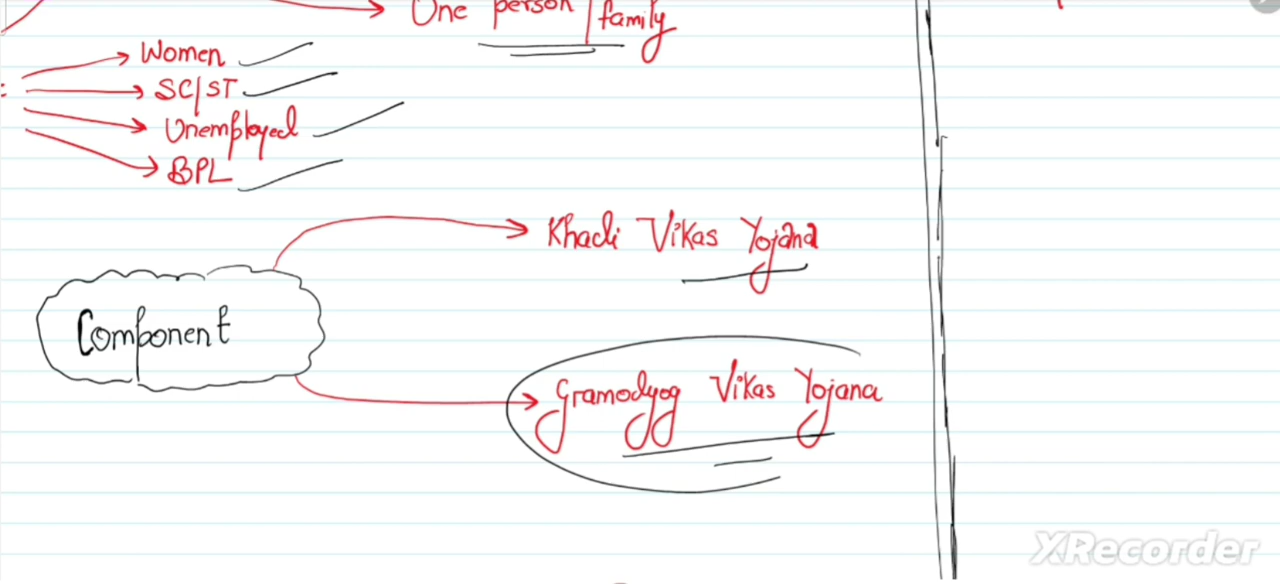 One person / family
Women
SC/ST
Unemployed
BPL
Khadi Vikas Yojana
Component
Gramodyog Vikas Yojana
XRecorder